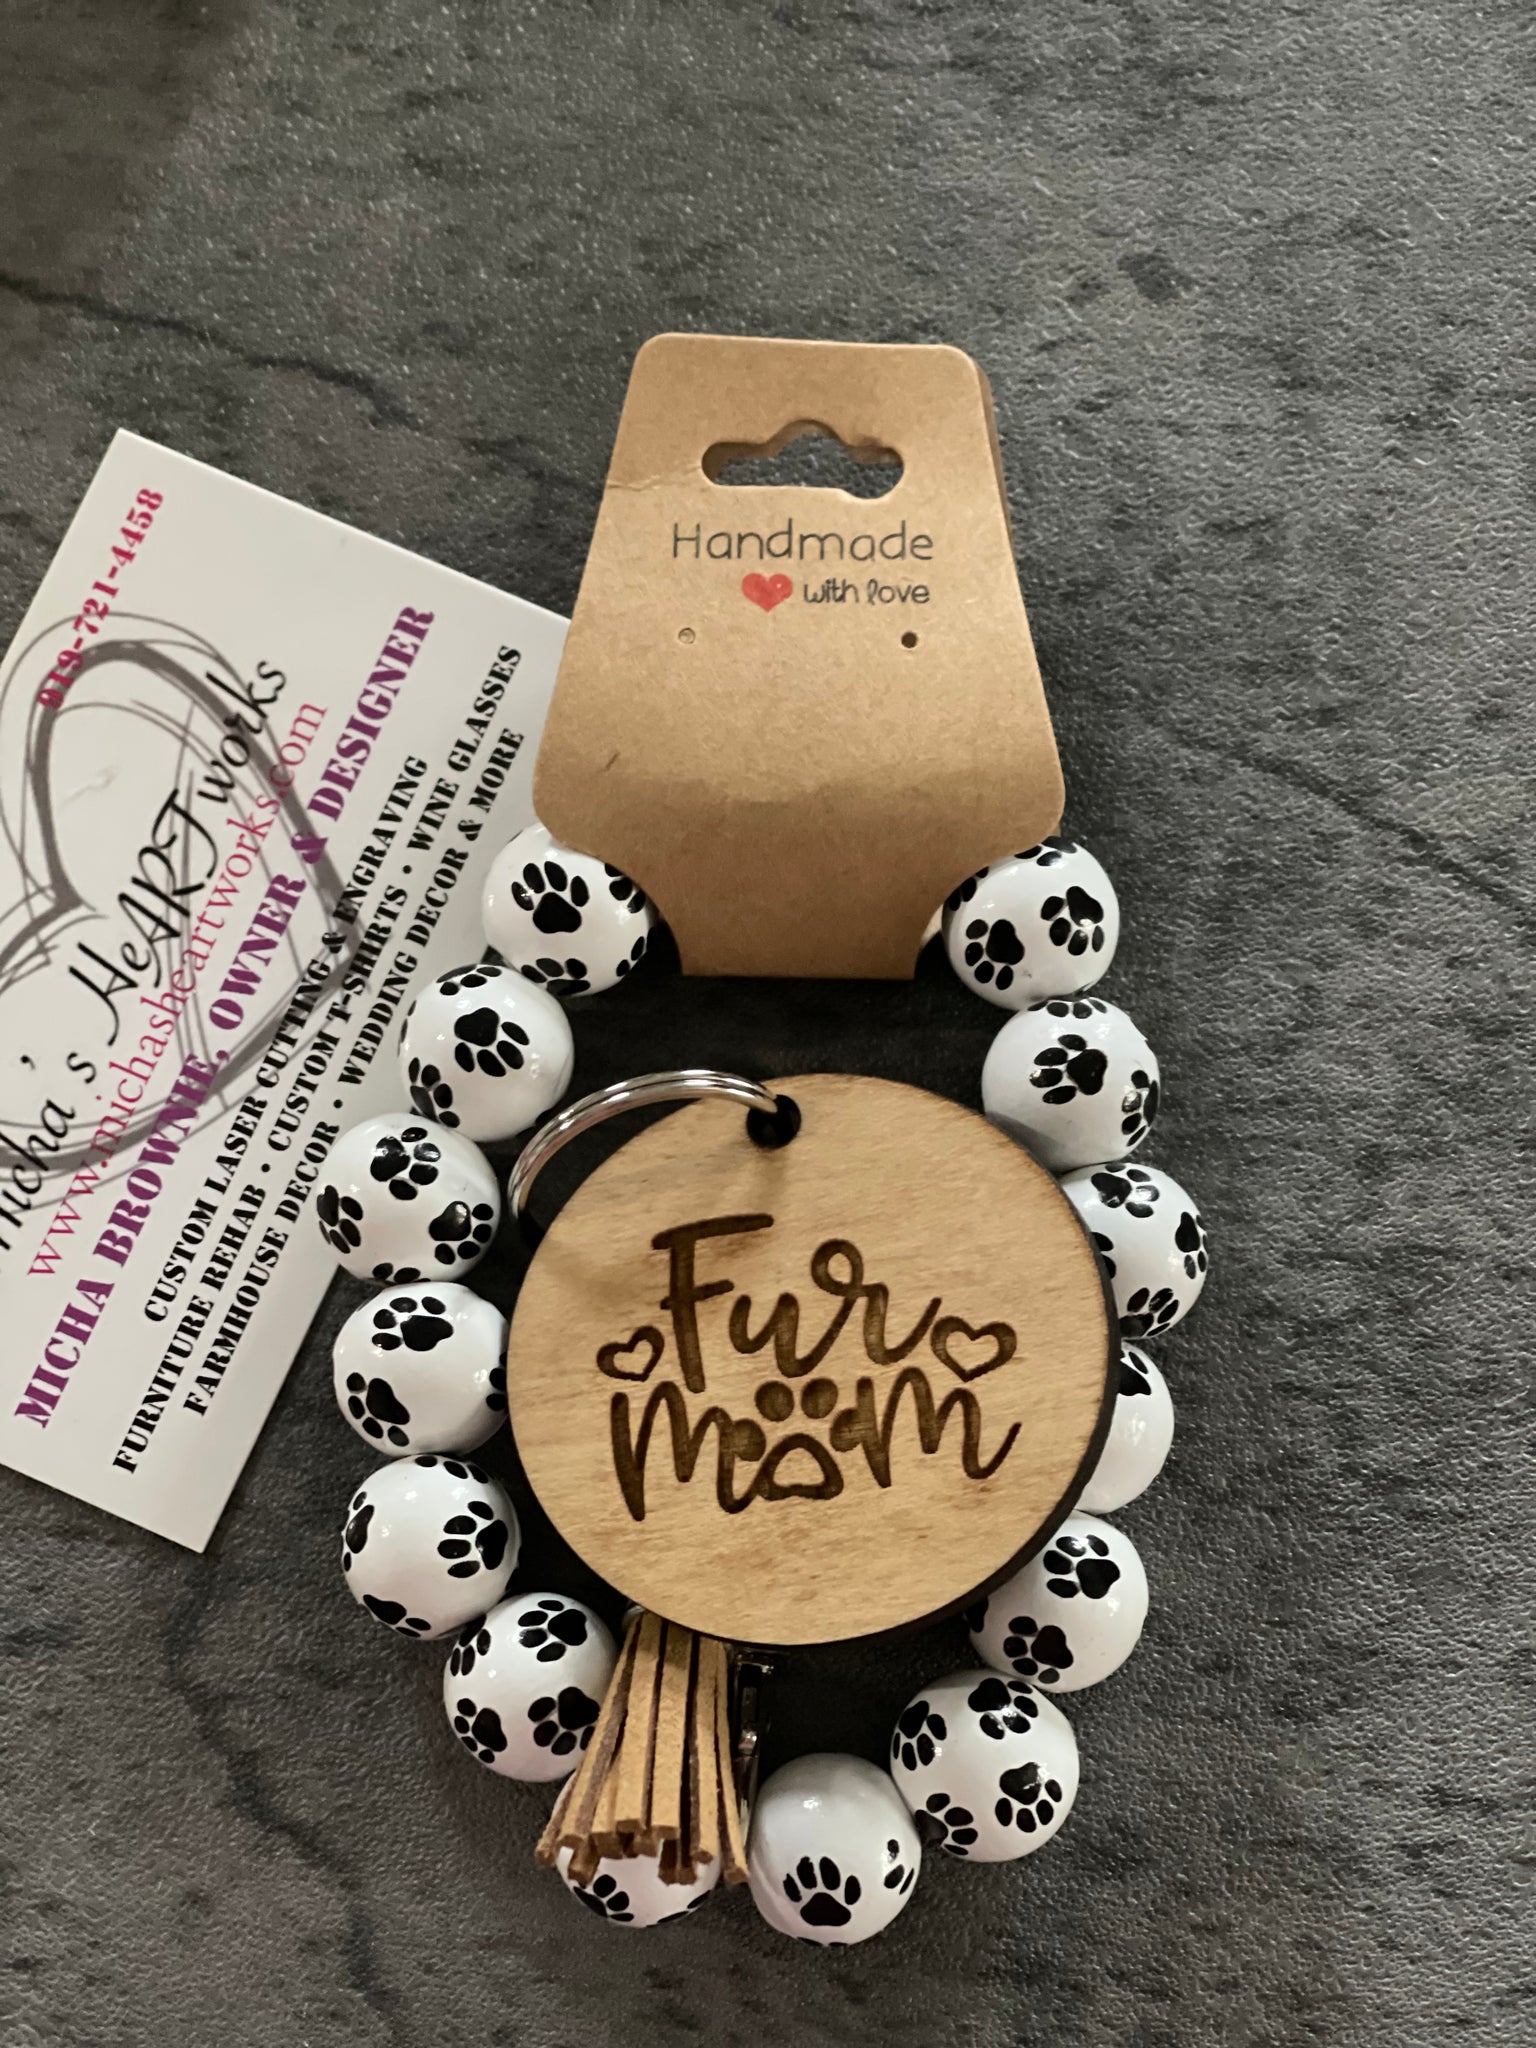 Handmade
with love
Fur
mom
919-721-4458
Micha's HeARTworks
www.michasheartworks.com
MICHA BROWNIE, OWNER & DESIGNER
CUSTOM LASER CUTTING & ENGRAVING
FURNITURE REHAB • CUSTOM T-SHIRTS • WINE GLASSES
FARMHOUSE DECOR • WEDDING DECOR & MORE